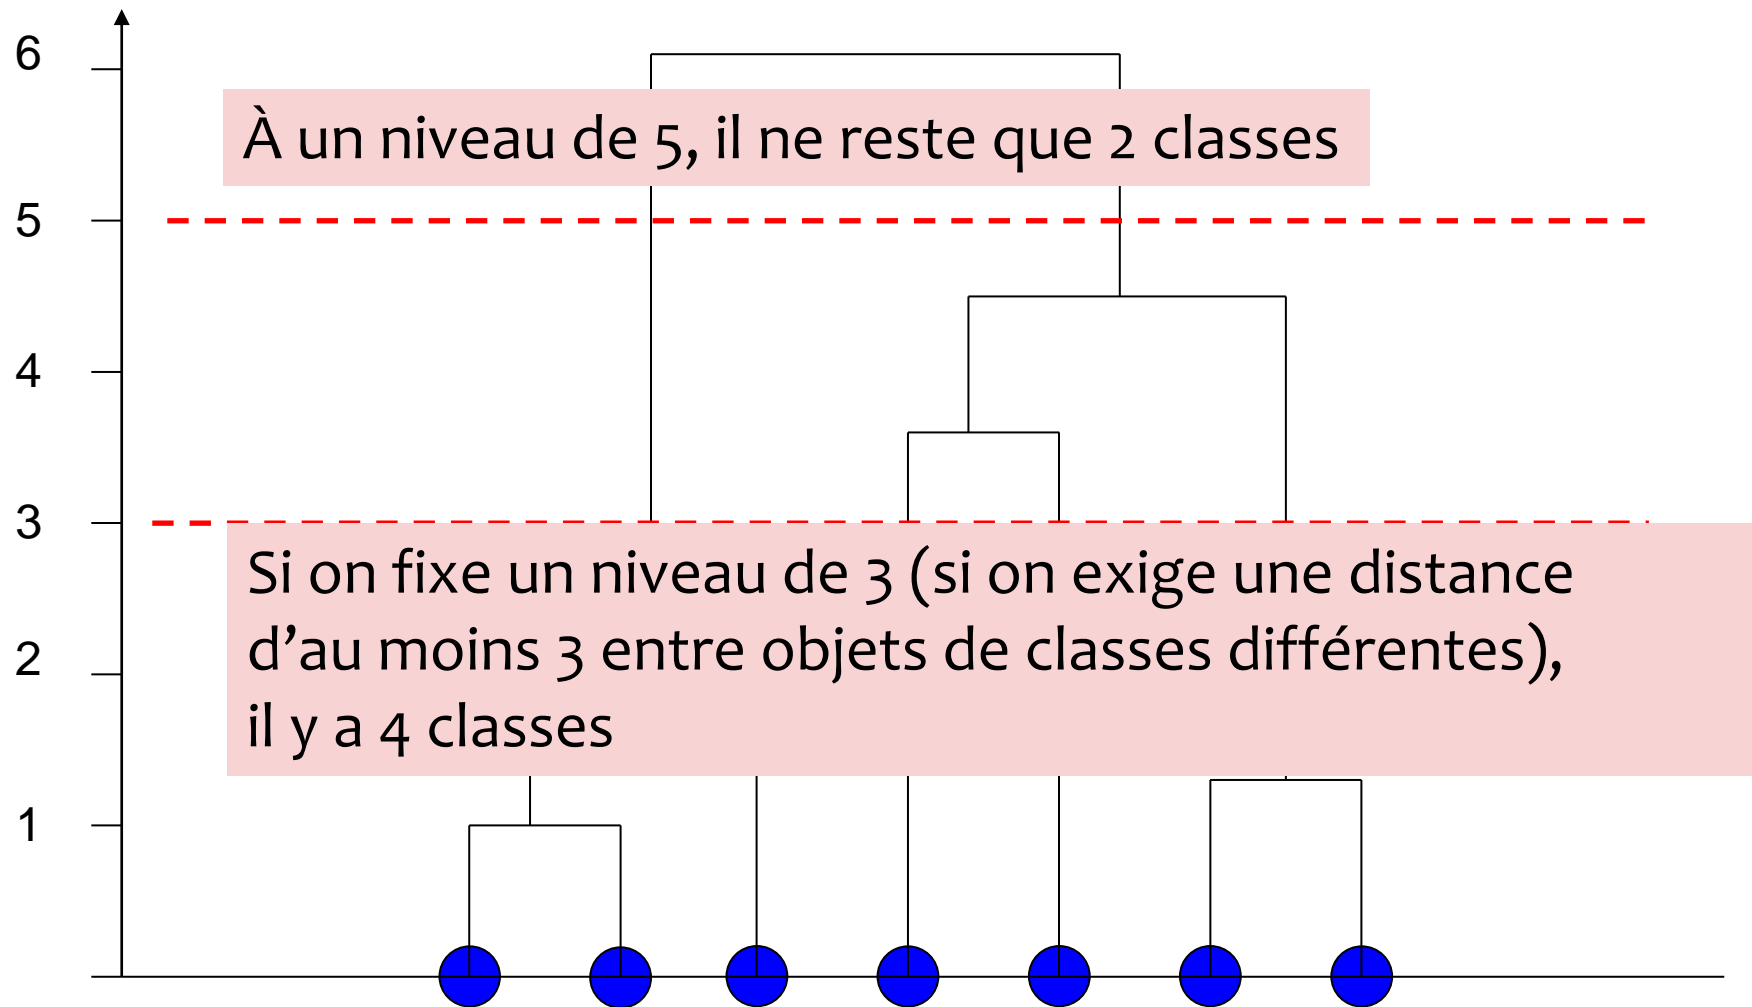 6
À un niveau de 5, il ne reste que 2 classes
5
4
3
Si on fixe un niveau de 3 (si on exige une distance
d’au moins 3 entre objets de classes différentes),
2
il y a 4 classes
1